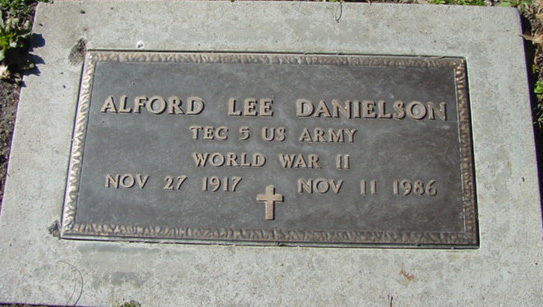 ALFORD LEE DANIELSON
TEC 5 US ARMY
WORLD WAR II
NOV 27 1917 NOV 11 1986